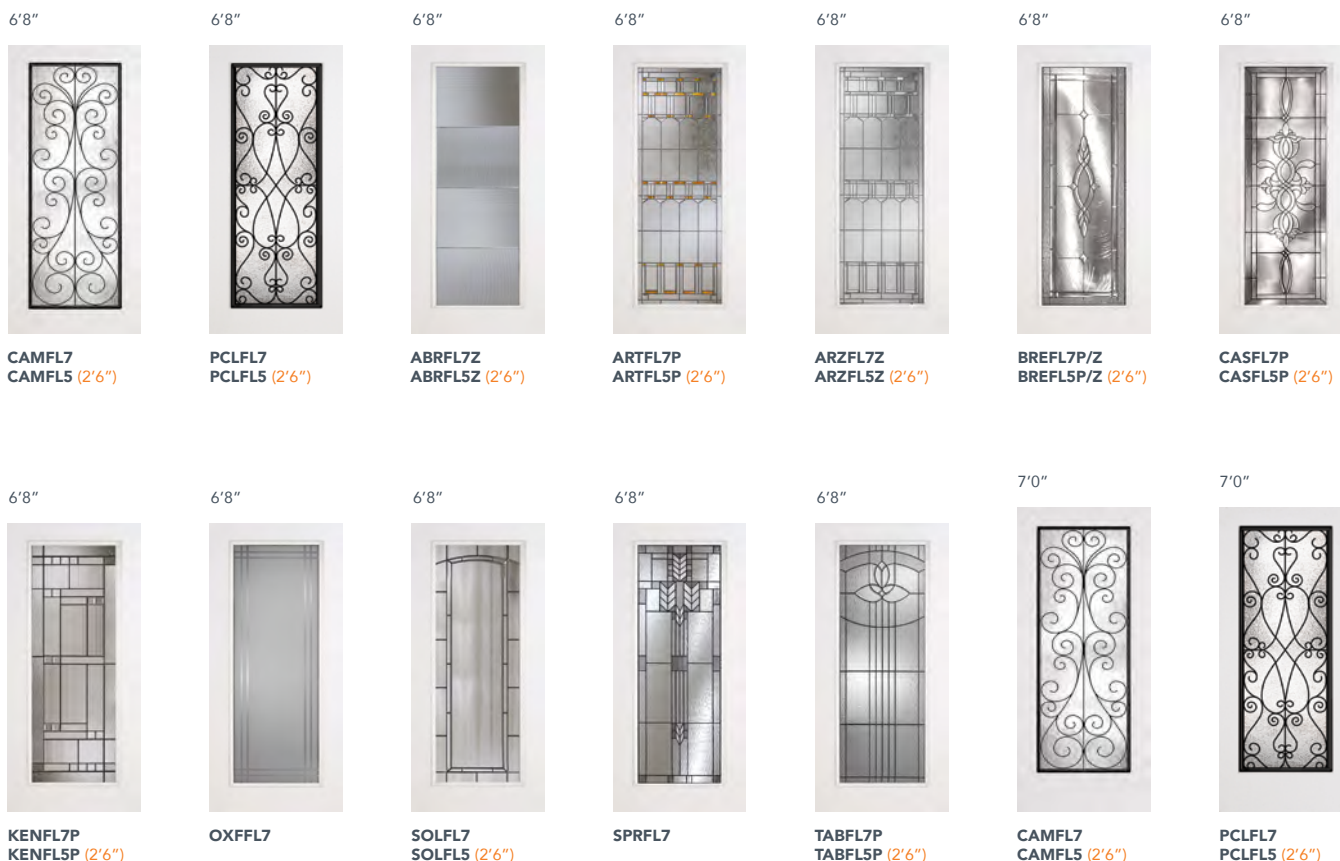 6’8”
6’8”
6’8”
6’8”
6’8”
6’8”
6’8”
CAMFL7
CAMFL5 (2’6”)
PCLFL7
PCLFL5 (2’6”)
ABRFL7Z
ABRFL5Z (2’6”)
ARTFL7P
ARTFL5P (2’6”)
ARZFL7Z
ARZFL5Z (2’6”)
BREFL7P/Z
BREFL5P/Z (2’6”)
CASFL7P
CASFL5P (2’6”)
6’8”
6’8”
6’8”
6’8”
6’8”
7’0”
7’0”
KENFL7P
KENFL5P (2’6”)
OXFFL7
SOLFL7
SOLFL5 (2’6”)
SPRFL7
TABFL7P
TABFL5P (2’6”)
CAMFL7
CAMFL5 (2’6”)
PCLFL7
PCLFL5 (2’6”)